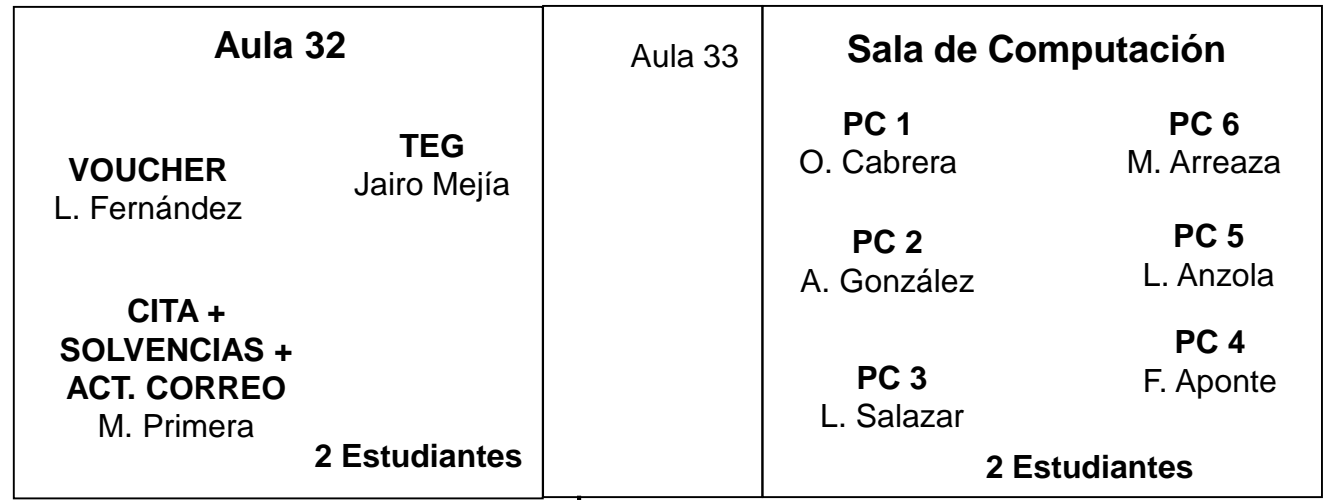 Aula 32
VOUCHER
L. Fernández
TEG
Jairo Mejía
CITA +
SOLVENCIAS +
ACT. CORREO
M. Primera
2 Estudiantes
Aula 33
Sala de Computación
PC 1
O. Cabrera
PC 6
M. Arreaza
PC 2
A. González
PC 5
L. Anzola
PC 3
L. Salazar
PC 4
F. Aponte
2 Estudiantes